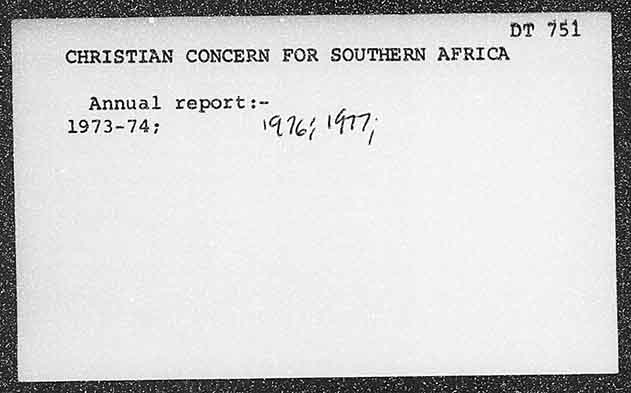 DT 751
CHRISTIAN CONCERN FOR SOUTHERN AFRICA
Annual report:-
1973-74; 1976; 1977;